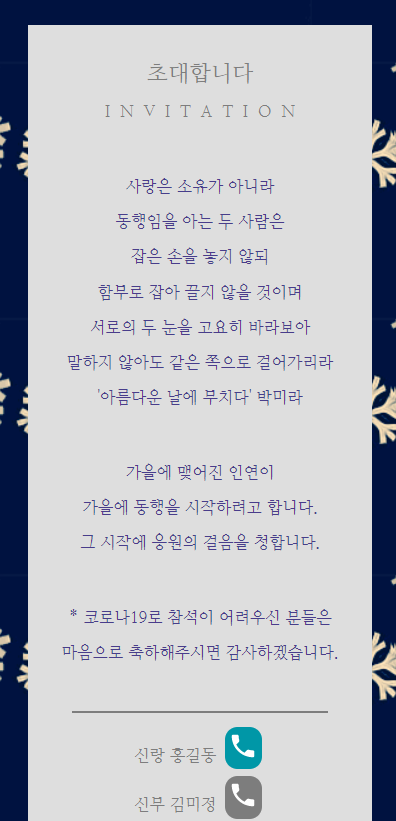 초대합니다
INVITATION
사랑은 소유가 아니라
동행임을 아는 두 사람은
잡은 손을 놓지 않되
함부로 잡아 끌지 않을 것이며
서로의 두 눈을 고요히 바라보아
말하지 않아도 같은 쪽으로 걸어가리라
'아름다운 날에 부치다' 박미라
가을에 맺어진 인연이
가을에 동행을 시작하려고 합니다.
그 시작에 응원의 걸음을 청합니다.
* 코로나19로 참석이 어려우신 분들은
마음으로 축하해주시면 감사하겠습니다.
신랑 홍길동
신부 김미정